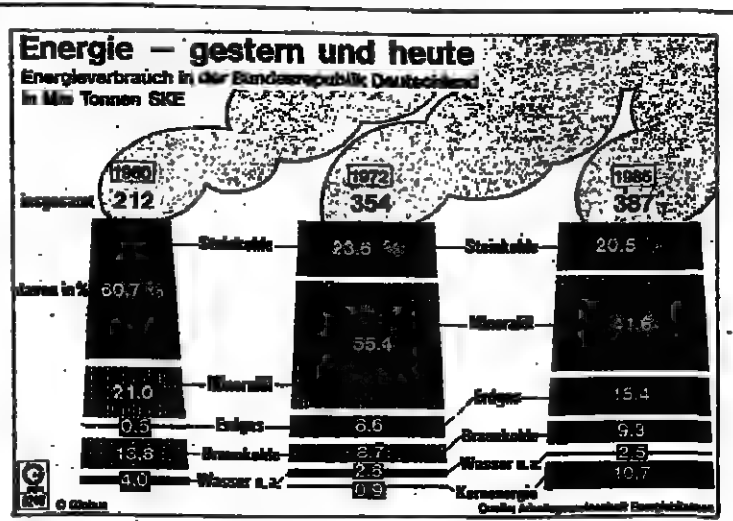 Energie – gestern und heute
Energieverbrauch in der Bundesrepublik Deutschland
in Mio Tonnen SKE
1960 1972
insgesamt 212 354 387
Steinkohle 23.6 % Steinkohle 20.5
davon in % 60.7 %
55.4 Mineralöl 41.6
21.0 Mineralöl
Erdgas 15.4
0.5 Erdgas 8.6
13.8 Braunkohle 8.7 Braunkohle 9.3
4.0 Wasser u. a. 2.8 Wasser u. a. 2.5
0.9 Kernenergie 10.7
© Globus Quelle: Arbeitsgemeinschaft Energiebilanzen